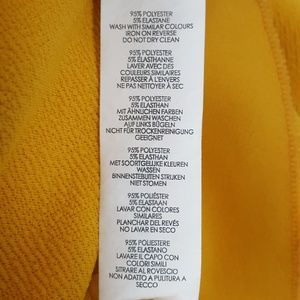 95% POLYESTER
5% ELASTANE
WASH WITH SIMILAR COLOURS
IRON ON REVERSE
DO NOT DRY CLEAN
95% POLYESTER
5% ÉLASTHANNE
LAVER AVEC DES
COULEURS SIMILAIRES
REPASSER À L'ENVERS
NE PAS NETTOYER À SEC
95% POLYESTER
5% ELASTHAN
MIT ÄHNLICHEN FARBEN
ZUSAMMEN WASCHEN
AUF LINKS BÜGELN
NICHT FÜR TROCKENREINIGUNG
GEEIGNET
95% POLYESTER
5% ELASTHAN
MET SOORTGELIJKE KLEUREN
WASSEN
BINNENSTEBUITEN STRIJKEN
NIET STOMEN
95% POLIÉSTER
5% ELASTAAN
LAVAR CON COLORES
SIMILARES
PLANCHAR DEL REVÉS
NO LAVAR EN SECO
95% POLIESTERE
5% ELASTANO
LAVARE IL CAPO CON
COLORI SIMILI
STIRARE AL ROVESCIO
NON ADATTO A PULITURA A
SECCO